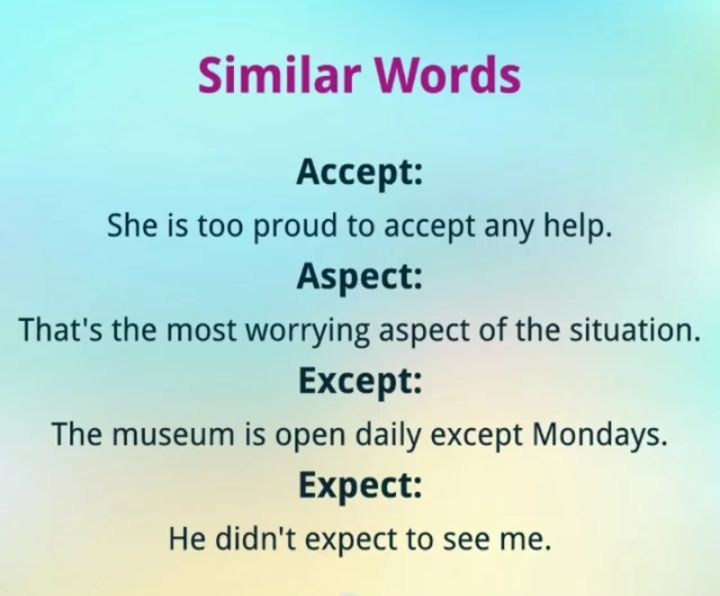 Similar Words
Accept:
She is too proud to accept any help.
Aspect:
That's the most worrying aspect of the situation.
Except:
The museum is open daily except Mondays.
Expect:
He didn't expect to see me.